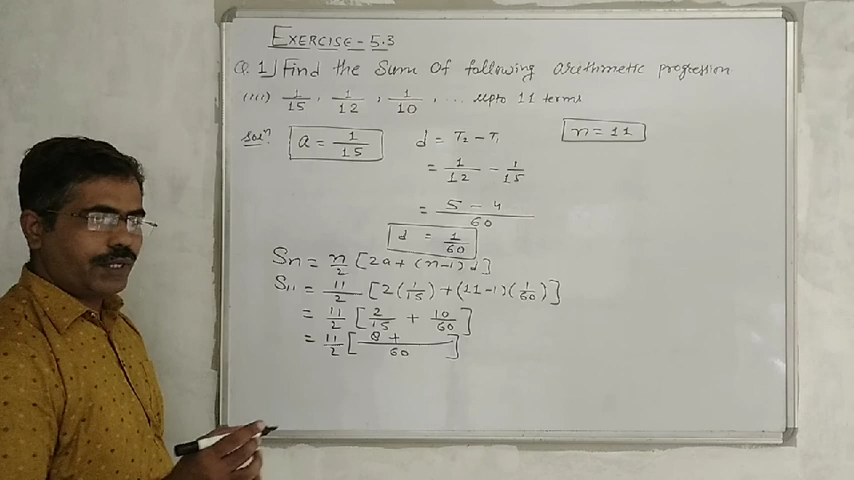 EXERCISE-5.3
Q.1] Find the Sum Of following arethmetic progression
(iii) 1/15, 1/12, 1/10, ... upto 11 terms
Solⁿ. a = 1/15 d = T₂ - T₁ n = 11
= 1/12 - 1/15
= 5 - 4/60
d = 1/60
Sn = n/2 [2a + (n-1)d]
S11 = 11/2 [2(1/15) + (11-1)(1/60)]
= 11/2 [2/15 + 10/60]
= 11/2 [8 +/60]